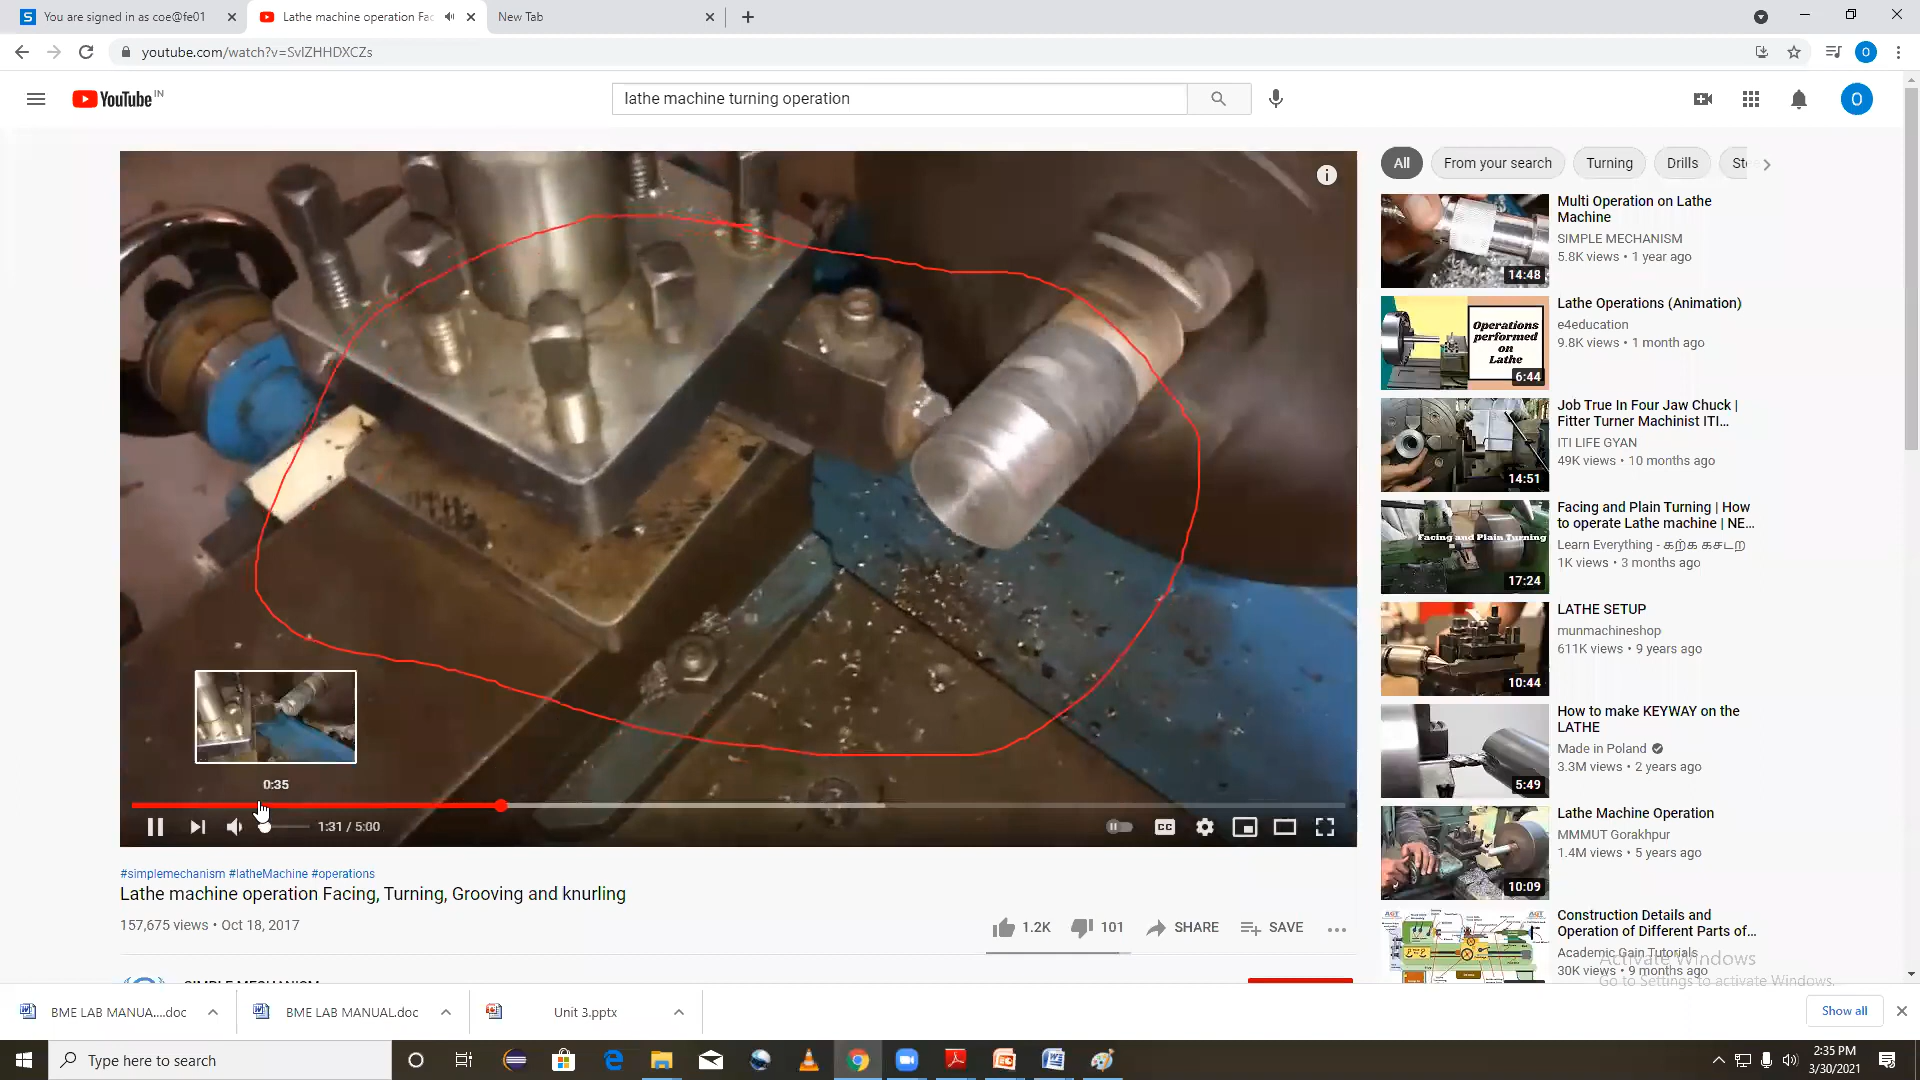 You are signed in as coe@fe01
Lathe machine operation Fac
New Tab
youtube.com/watch?v=SvlZHHDXCZs
YouTube IN
lathe machine turning operation
O
O
All
From your search
Turning
Drills
Ste
Multi Operation on Lathe
Machine
SIMPLE MECHANISM
5.8K views • 1 year ago
14:48
Lathe Operations (Animation)
e4education
9.8K views • 1 month ago
Operations
performed
on
Lathe
6:44
Job True In Four Jaw Chuck |
Fitter Turner Machinist ITI...
ITI LIFE GYAN
49K views • 10 months ago
14:51
Facing and Plain Turning | How
to operate Lathe machine | NE...
Learn Everything - கற்க கசடற
1K views • 3 months ago
Facing and Plain Turning
17:24
LATHE SETUP
munmachineshop
611K views • 9 years ago
10:44
How to make KEYWAY on the
LATHE
Made in Poland
3.3M views • 2 years ago
5:49
Lathe Machine Operation
MMMUT Gorakhpur
1.4M views • 5 years ago
10:09
Construction Details and
Operation of Different Parts of...
Academic Gain Tutorials
30K views • 9 months ago
AGT
AGT
0:35
1:31 / 5:00
CC
#simplemechanism #latheMachine #operations
Lathe machine operation Facing, Turning, Grooving and knurling
157,675 views • Oct 18, 2017
1.2K
101
SHARE
SAVE
SIMPLE MECHANISM
Activate Windows
Go to Settings to activate Windows.
BME LAB MANUA....doc
BME LAB MANUAL.doc
Unit 3.pptx
Show all
Type here to search
2:35 PM
3/30/2021